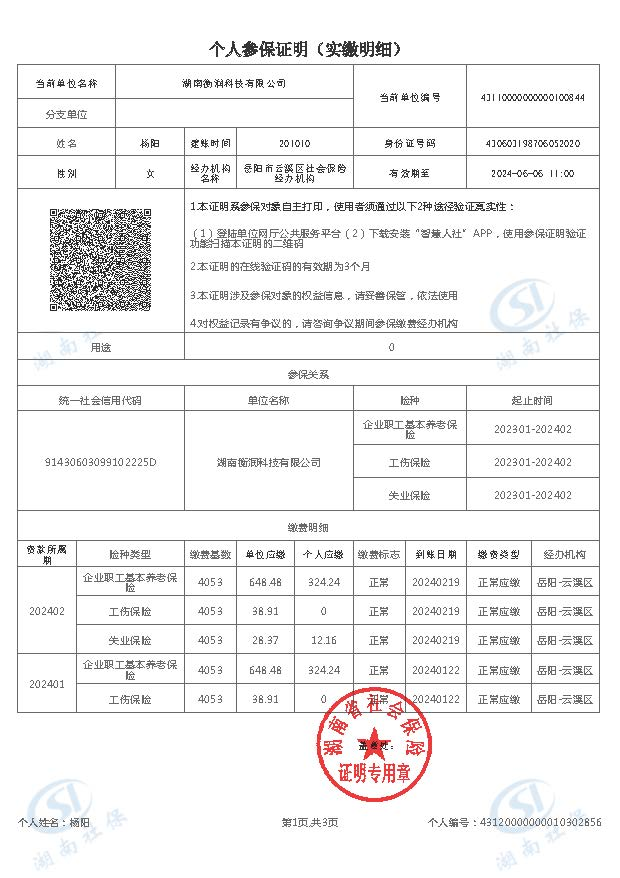 个人参保证明（实缴明细）
当前单位名称 湖南衡润科技有限公司 当前单位编号 4311000000000100844
分支单位
姓名 杨阳 建账时间 201010 身份证号码 430603198706052020
性别 女 经办机构名称 岳阳市云溪区社会保险经办机构 有效期至 2024-06-06 11:00
1.本证明系参保对象自主打印，使用者须通过以下2种途径验证真实性：
（1）登陆单位网厅公共服务平台（2）下载安装“智慧人社”APP，使用参保证明验证
功能扫描本证明的二维码
2.本证明的在线验证码的有效期为3个月
3.本证明涉及参保对象的权益信息，请妥善保管，依法使用
4.对权益记录有争议的，请咨询争议期间参保缴费经办机构
用途 0
参保关系
统一社会信用代码 单位名称 险种 起止时间
91430603099102225D 湖南衡润科技有限公司 企业职工基本养老保险 202301-202402
工伤保险 202301-202402
失业保险 202301-202402
缴费明细
费款所属期 险种类型 缴费基数 单位应缴 个人应缴 缴费标志 到账日期 缴费类型 经办机构
202402 企业职工基本养老保险 4053 648.48 324.24 正常 20240219 正常应缴 岳阳-云溪区
工伤保险 4053 38.91 0 正常 20240219 正常应缴 岳阳-云溪区
失业保险 4053 28.37 12.16 正常 20240219 正常应缴 岳阳-云溪区
202401 企业职工基本养老保险 4053 648.48 324.24 正常 20240122 正常应缴 岳阳-云溪区
工伤保险 4053 38.91 0 正常 20240122 正常应缴 岳阳-云溪区
湖南省社会保险
盖章处：
证明专用章
个人姓名：杨阳 第1页,共3页 个人编号：43120000000010302856
湖南社保
湖南社保
湖南社保
湖南社保